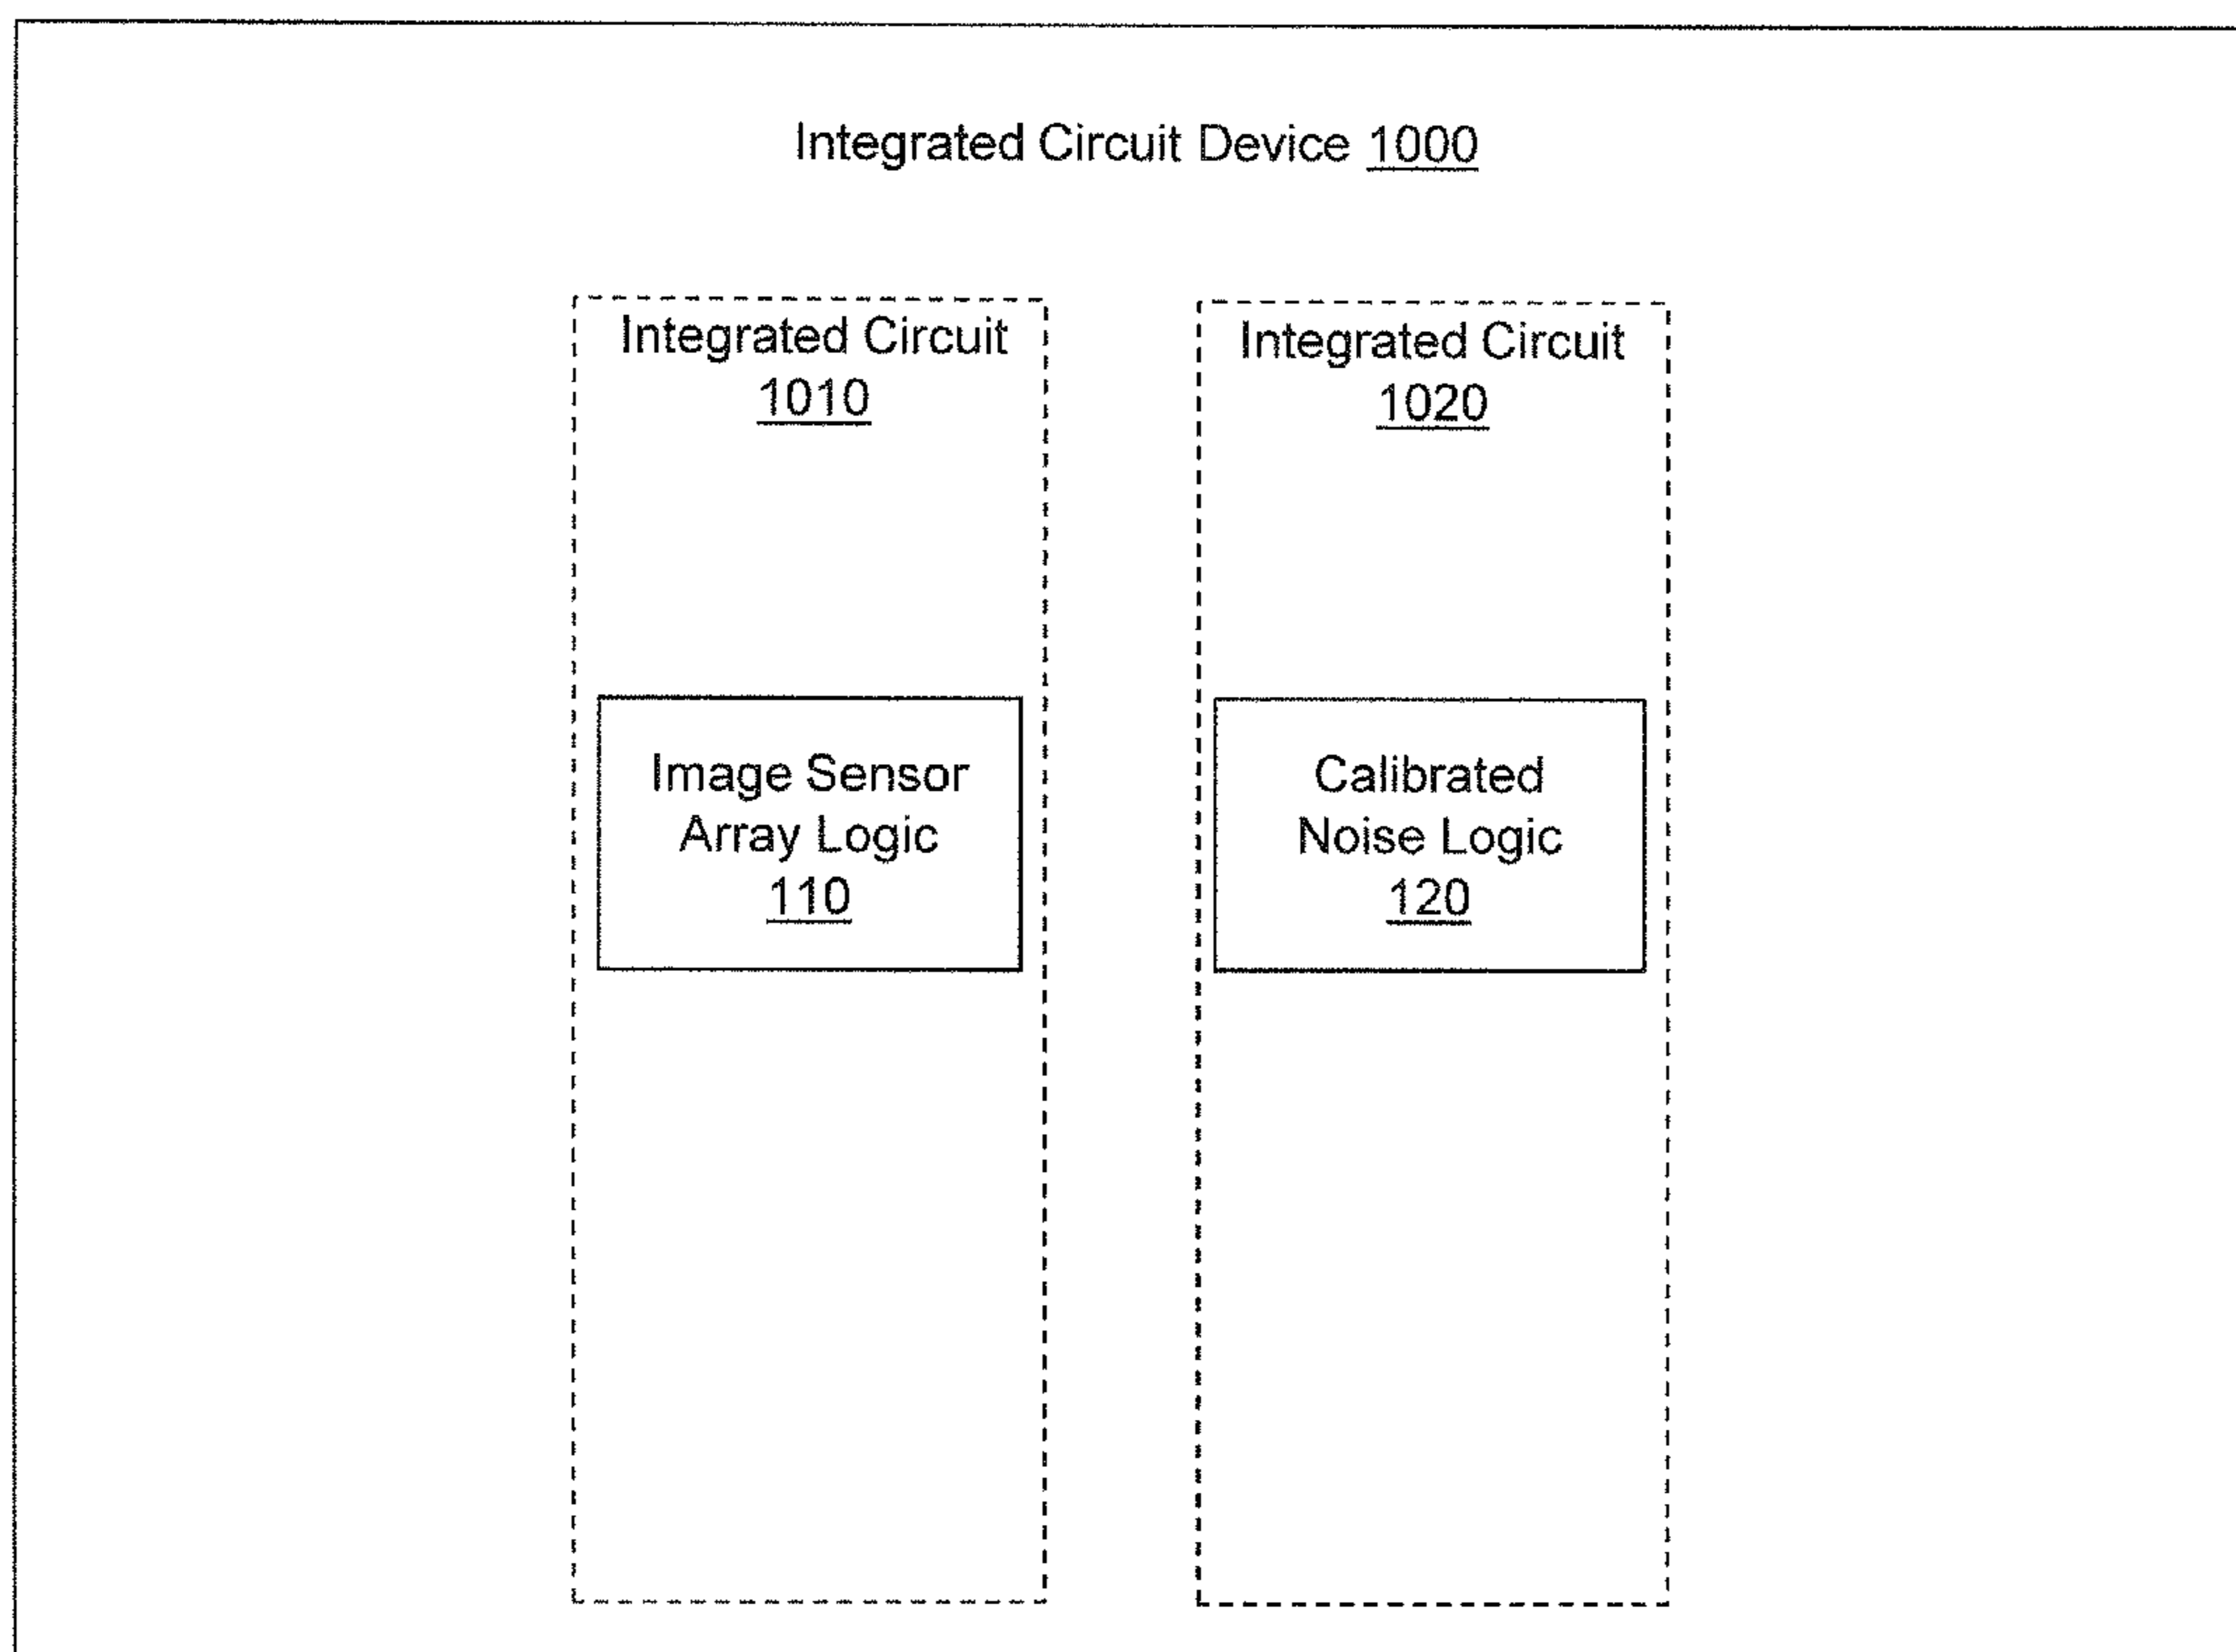 Integrated Circuit Device 1000
Integrated Circuit
1010
Integrated Circuit
1020
Image Sensor
Array Logic
110
Calibrated
Noise Logic
120